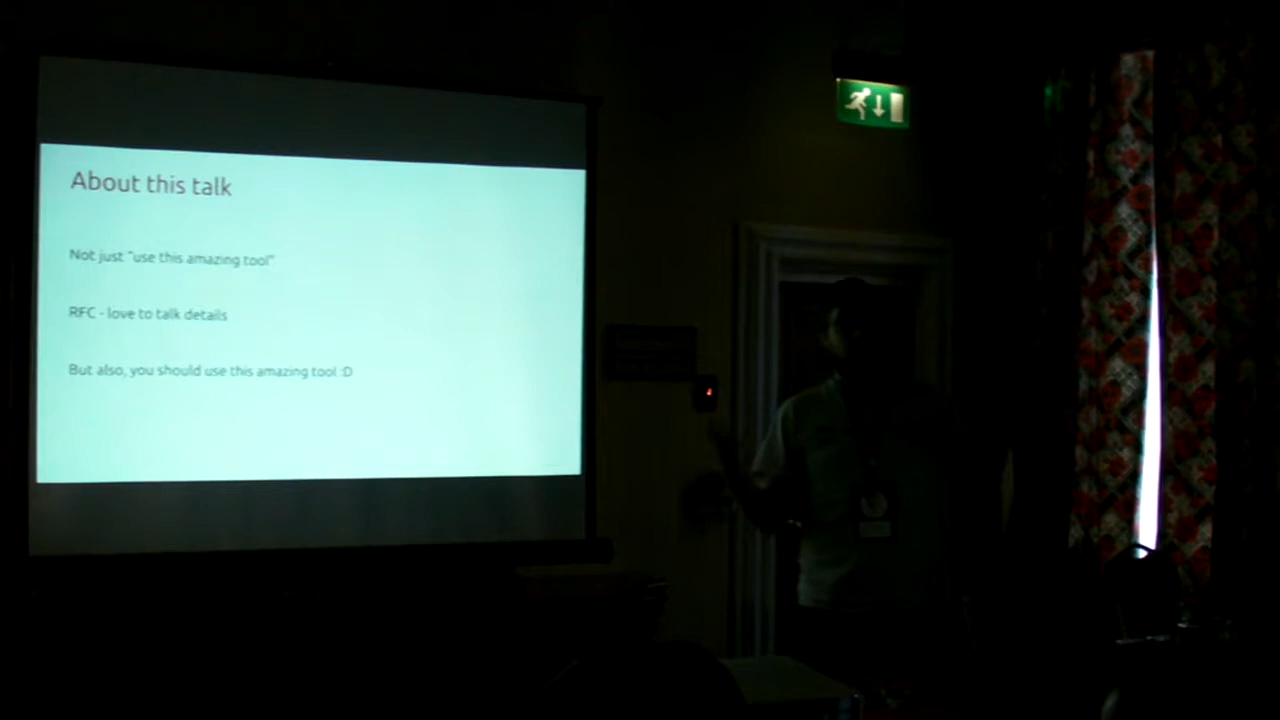 About this talk
Not just "use this amazing tool"
RFC - love to talk details
But also, you should use this amazing tool :D